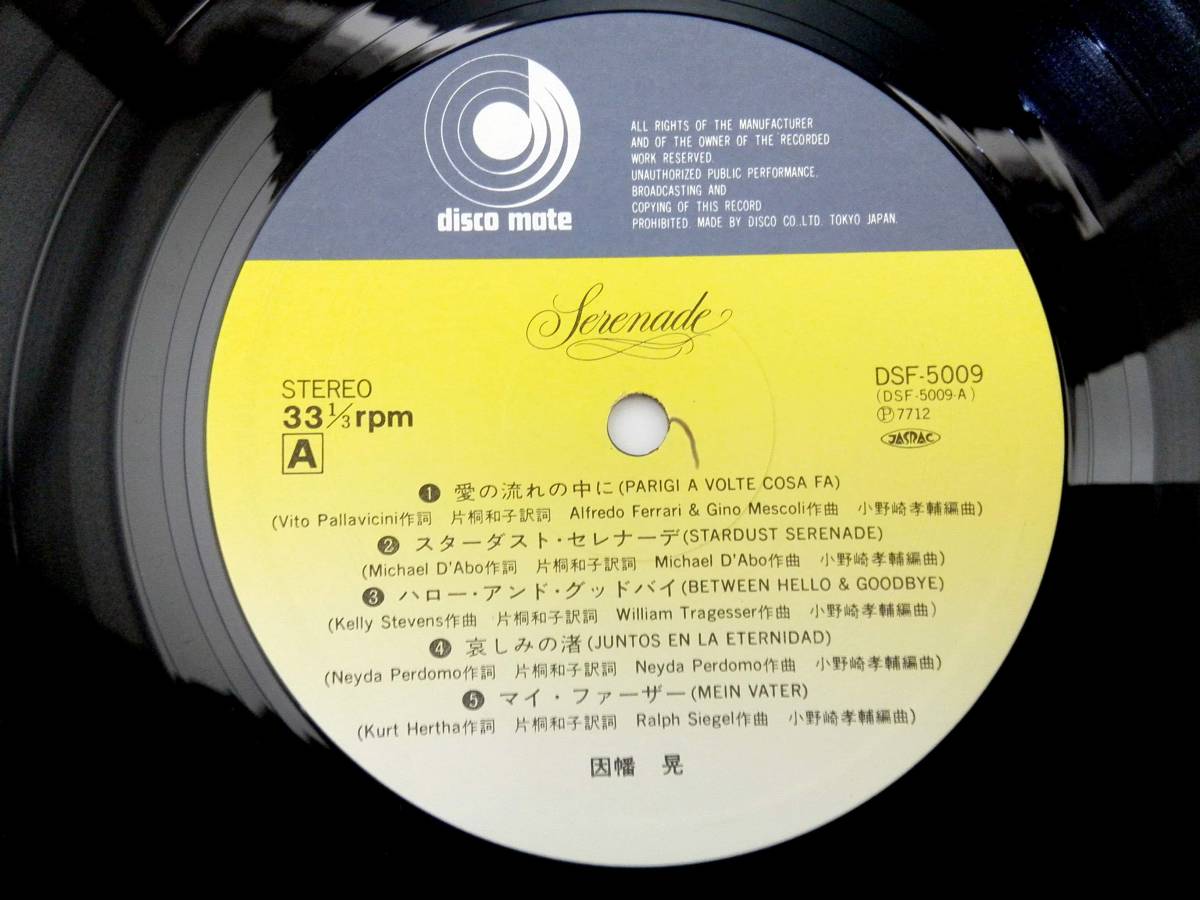 disco mate
ALL RIGHTS OF THE MANUFACTURER
AND OF THE OWNER OF THE RECORDED
WORK RESERVED.
UNAUTHORIZED PUBLIC PERFORMANCE.
BROADCASTING AND
COPYING OF THIS RECORD
PROHIBITED. MADE BY DISCO CO.,LTD. TOKYO JAPAN.
Serenade
STEREO
33 1/3 rpm
A
DSF-5009
(DSF-5009-A)
Ⓟ7712
JASRAC
❶ 愛の流れの中に(PARIGI A VOLTE COSA FA)
(Vito Pallavicini作詞 片桐和子訳詞 Alfredo Ferrari & Gino Mescoli作曲 小野崎孝輔編曲)
❷ スターダスト・セレナーデ(STARDUST SERENADE)
(Michael D'Abo作詞 片桐和子訳詞 Michael D'Abo作曲 小野崎孝輔編曲)
❸ ハロー・アンド・グッドバイ(BETWEEN HELLO & GOODBYE)
(Kelly Stevens作曲 片桐和子訳詞 William Tragesser作曲 小野崎孝輔編曲)
❹ 哀しみの渚(JUNTOS EN LA ETERNIDAD)
(Neyda Perdomo作詞 片桐和子訳詞 Neyda Perdomo作曲 小野崎孝輔編曲)
❺ マイ・ファーザー(MEIN VATER)
(Kurt Hertha作詞 片桐和子訳詞 Ralph Siegel作曲 小野崎孝輔編曲)
因幡 晃